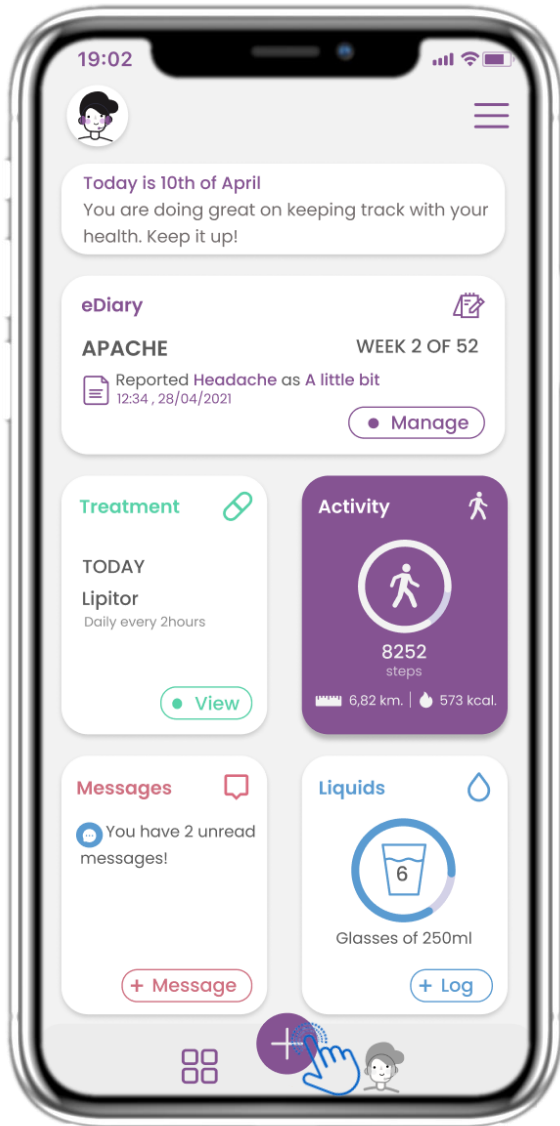 19:02
Today is 10th of April
You are doing great on keeping track with your
health. Keep it up!
eDiary
APACHE
WEEK 2 OF 52
Reported Headache as A little bit
12:34 , 28/04/2021
Manage
Treatment
TODAY
Lipitor
Daily every 2hours
View
Activity
8252
steps
6,82 km.
573 kcal.
Messages
You have 2 unread
messages!
+ Message
Liquids
6
Glasses of 250ml
+ Log